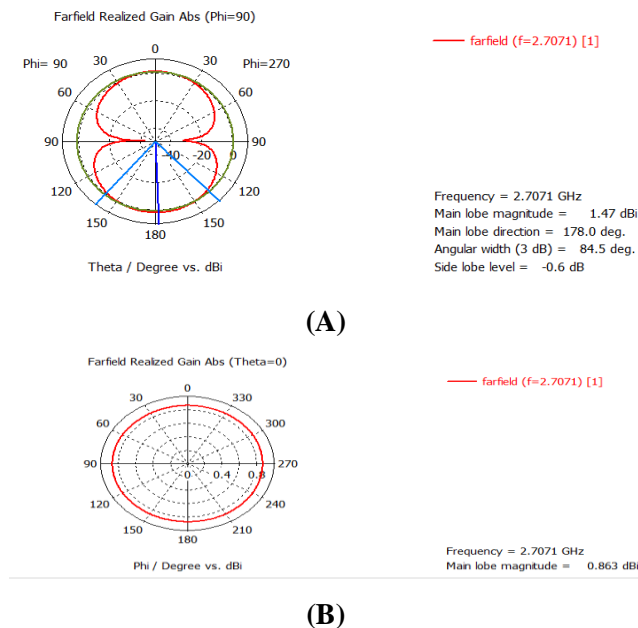 Farfield Realized Gain Abs (Phi=90)
farfield (f=2.7071) [1]
0
Phi= 90 30 30 Phi=270
60 60
90 -40 -20 0 90
120 120
150 150
180
Theta / Degree vs. dBi
Frequency = 2.7071 GHz
Main lobe magnitude = 1.47 dBi
Main lobe direction = 178.0 deg.
Angular width (3 dB) = 84.5 deg.
Side lobe level = -0.6 dB
(A)
Farfield Realized Gain Abs (Theta=0)
farfield (f=2.7071) [1]
0
30 330
60 300
90 0 0.4 0.8 270
120 240
150 210
180
Phi / Degree vs. dBi
Frequency = 2.7071 GHz
Main lobe magnitude = 0.863 dBi
(B)